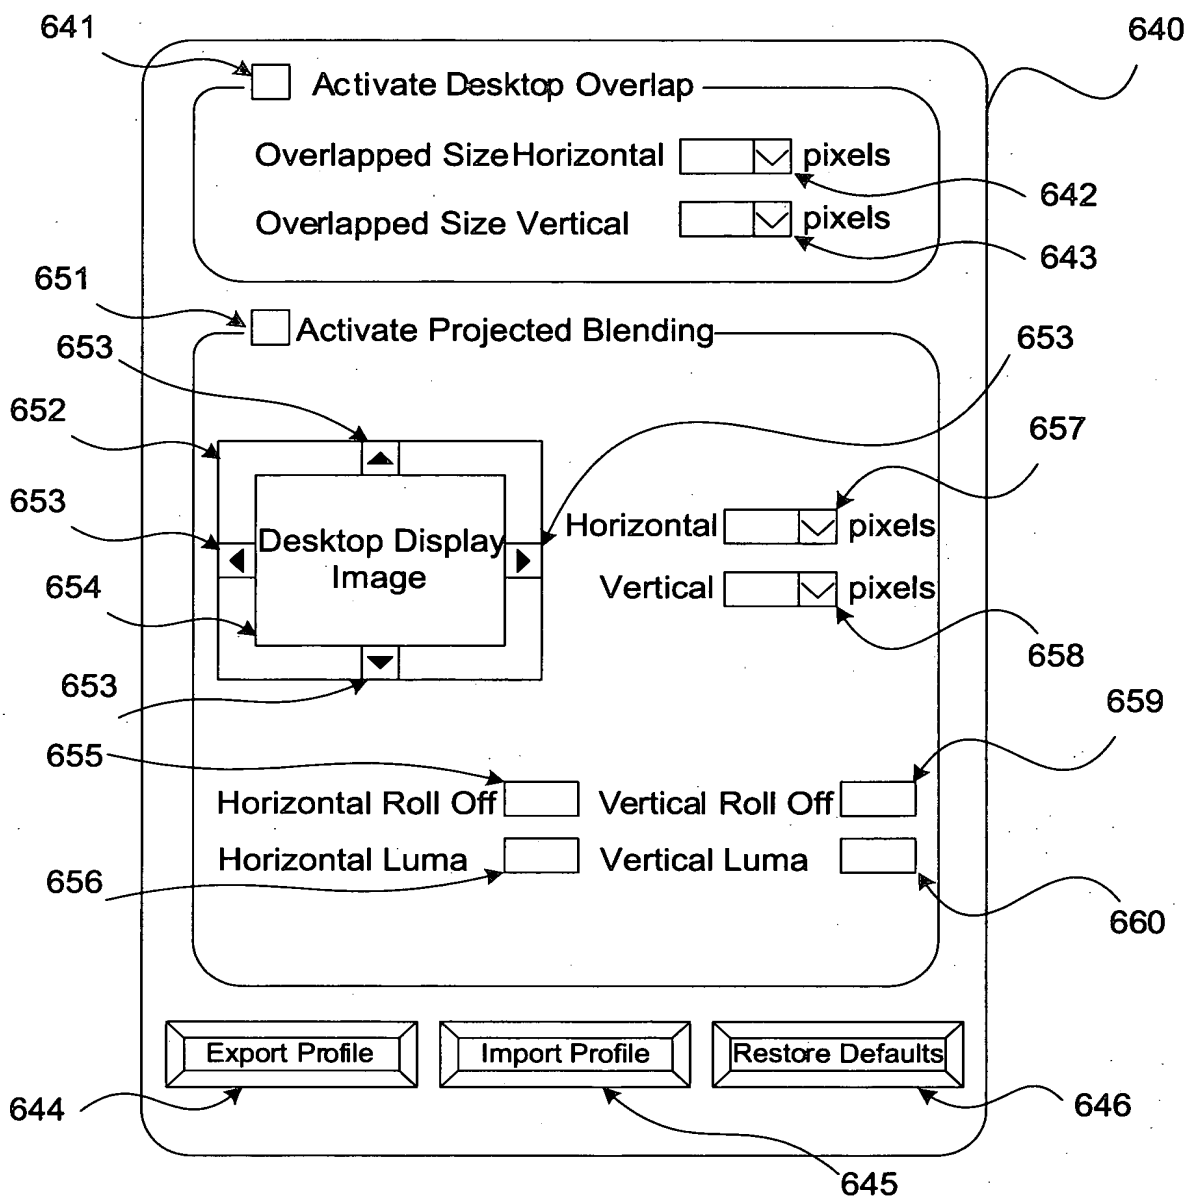 641
640
Activate Desktop Overlap
Overlapped Size Horizontal pixels
642
Overlapped Size Vertical pixels
643
651
Activate Projected Blending
653
653
652
657
653
Horizontal pixels
Desktop Display
Image
654
Vertical pixels
658
653
659
655
Horizontal Roll Off
Vertical Roll Off
Horizontal Luma
Vertical Luma
656
660
Export Profile
Import Profile
Restore Defaults
644
646
645